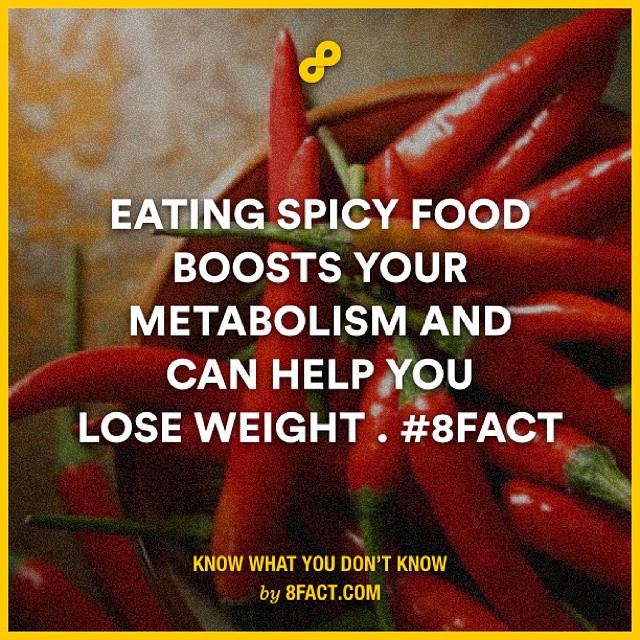 EATING SPICY FOOD
BOOSTS YOUR
METABOLISM AND
CAN HELP YOU
LOSE WEIGHT . #8FACT
KNOW WHAT YOU DON'T KNOW
by 8FACT.COM